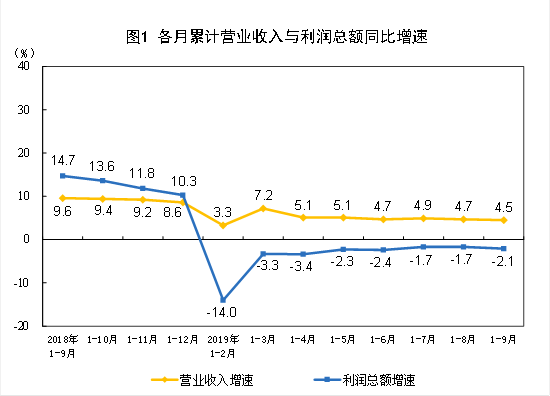 图1 各月累计营业收入与利润总额同比增速
(%)
40
30
20
10
0
-10
-20
14.7 13.6 11.8 10.3
9.6 9.4 9.2 8.6 3.3 7.2 5.1 5.1 4.7 4.9 4.7 4.5
-14.0 -3.3 -3.4 -2.3 -2.4 -1.7 -1.7 -2.1
2018年 1-10月 1-11月 1-12月 2019年 1-3月 1-4月 1-5月 1-6月 1-7月 1-8月 1-9月
1-9月 1-2月
营业收入增速 利润总额增速